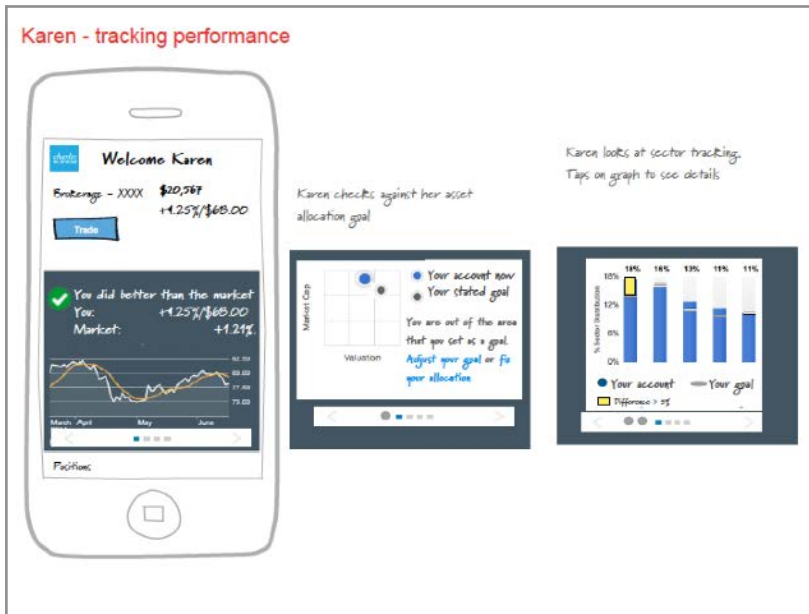 Karen - tracking performance
charles
Welcome Karen
Brokerage - XXXX
$20,567
+1.25%/$65.00
Trade
You did better than the market
You: +1.25%/$65.00
Market: +1.21%
March
April
May
June
Positions
Karen checks against her asset
allocation goal
Market Cap
Valuation
Your account now
Your stated goal
You are out of the area
that you set as a goal.
Adjust your goal or fix
your allocation
Karen looks at sector tracking.
Taps on graph to see details
18% 16% 13% 11% 11%
% Sector Distribution
18%
12%
6%
0%
Your account
Your goal
Difference > 5%